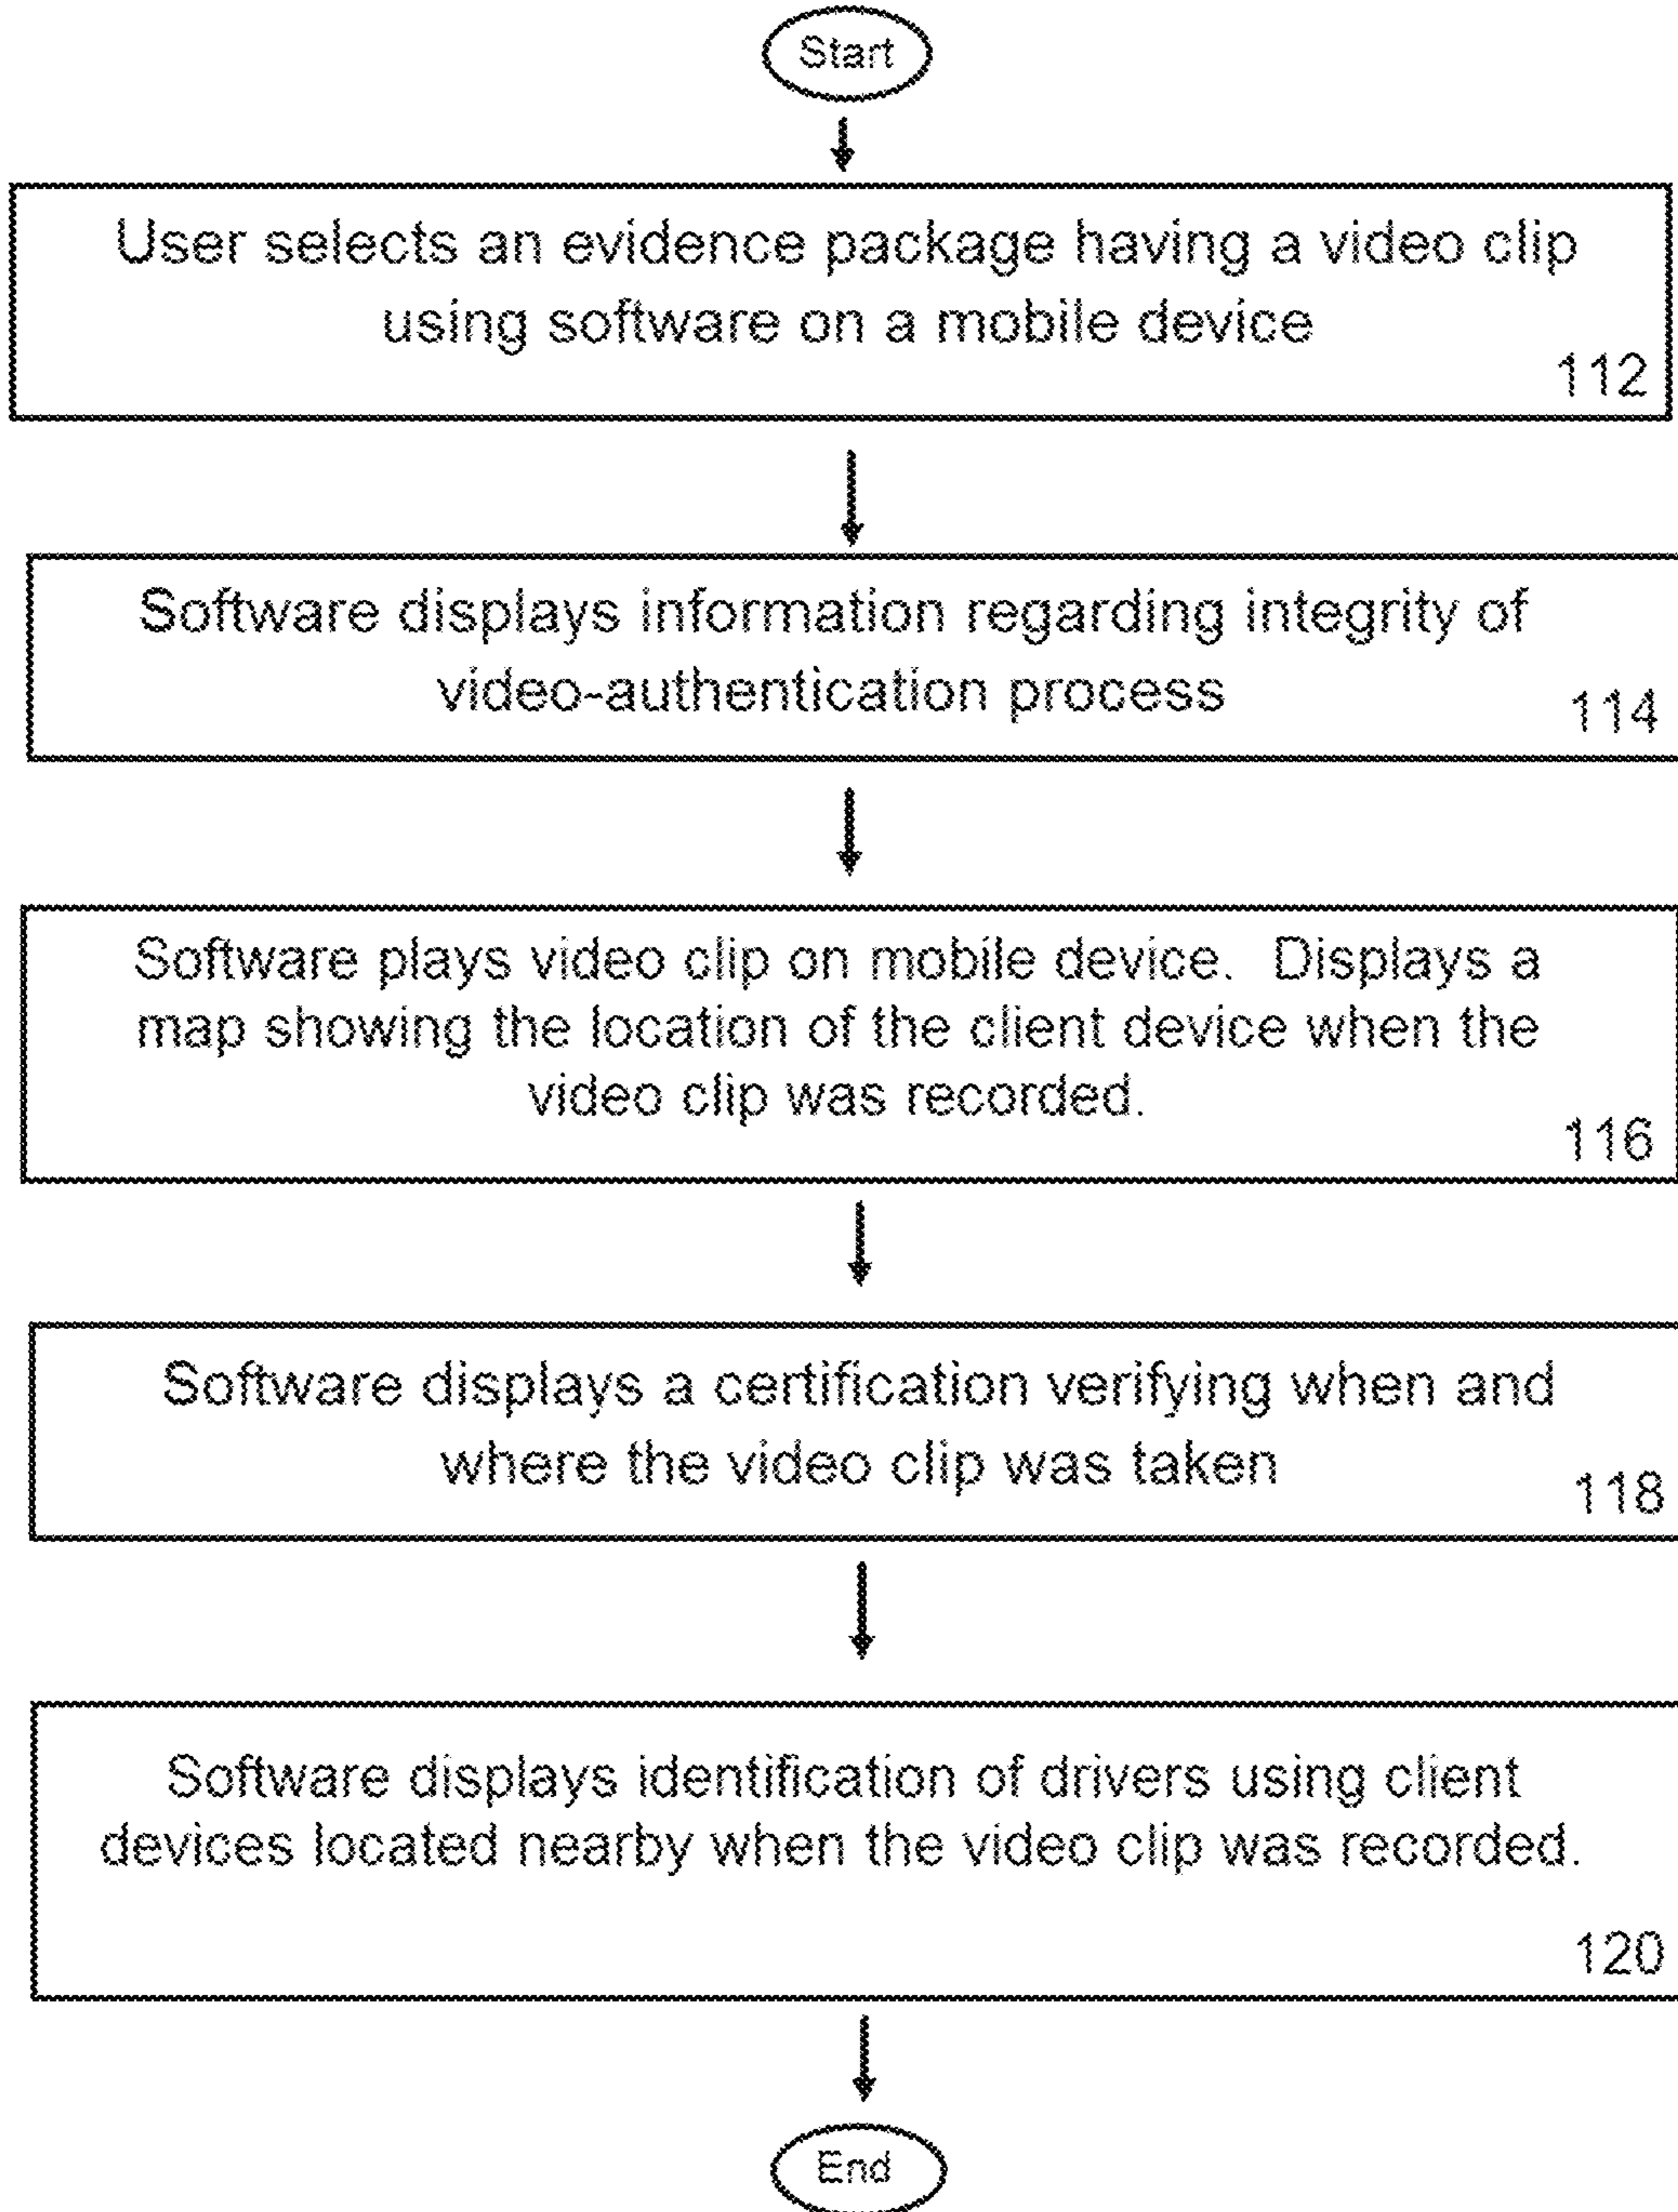 Start
User selects an evidence package having a video clip
using software on a mobile device
112
Software displays information regarding integrity of
video-authentication process
114
Software plays video clip on mobile device.  Displays a
map showing the location of the client device when the
video clip was recorded.
116
Software displays a certification verifying when and
where the video clip was taken
118
Software displays identification of drivers using client
devices located nearby when the video clip was recorded.
120
End